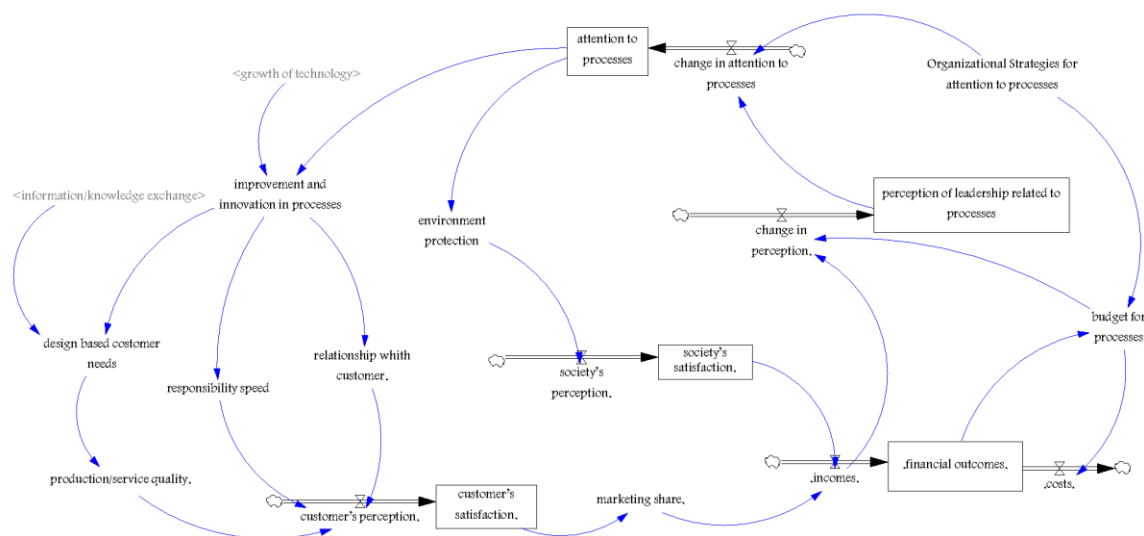 attention to
processes
change in attention to
processes
Organizational Strategies for
attention to processes
<growth of technology>
<information/knowledge exchange>
improvement and
innovation in processes
environment
protection
perception of leadership related to
processes
change in
perception.
budget for
processes
design based costomer
needs
relationship whith
customer.
responsibility speed
society's
perception.
society's
satisfaction.
production/service quality.
customer's perception.
customer's
satisfaction.
marketing share.
.incomes.
.financial outcomes.
.costs.